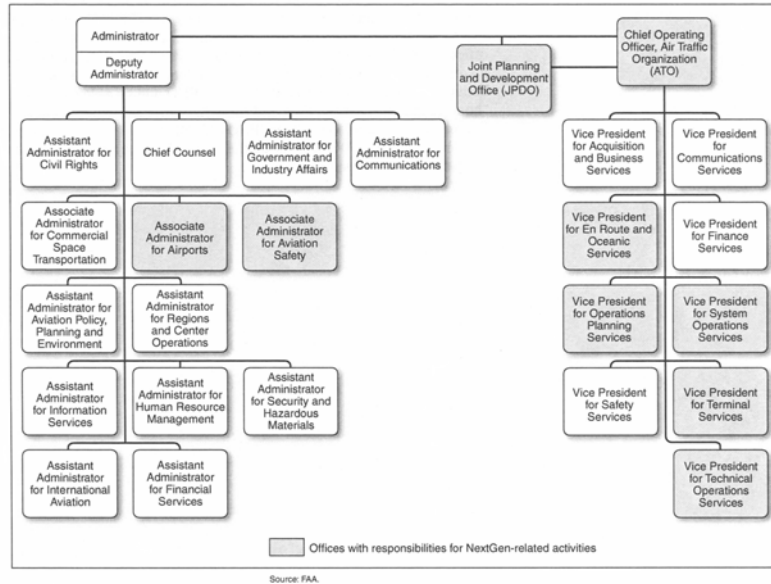 Administrator
Deputy
Administrator
Joint Planning
and Development
Office (JPDO)
Chief Operating
Officer, Air Traffic
Organization
(ATO)
Assistant
Administrator for
Civil Rights
Chief Counsel
Assistant
Administrator for
Government and
Industry Affairs
Assistant
Administrator for
Communications
Vice President
for Acquisition
and Business
Services
Vice President
for
Communications
Services
Associate
Administrator
for Commercial
Space
Transportation
Associate
Administrator
for Airports
Associate
Administrator
for Aviation
Safety
Vice President
for En Route and
Oceanic
Services
Vice President
for Finance
Services
Assistant
Administrator for
Aviation Policy,
Planning and
Environment
Assistant
Administrator
for Regions
and Center
Operations
Vice President
for Operations
Planning
Services
Vice President
for System
Operations
Services
Assistant
Administrator
for Information
Services
Assistant
Administrator for
Human Resource
Management
Assistant
Administrator
for Security and
Hazardous
Materials
Vice President
for Safety
Services
Vice President
for Terminal
Services
Assistant
Administrator
for International
Aviation
Assistant
Administrator
for Financial
Services
Vice President
for Technical
Operations
Services
Offices with responsibilities for NextGen-related activities
Source: FAA.